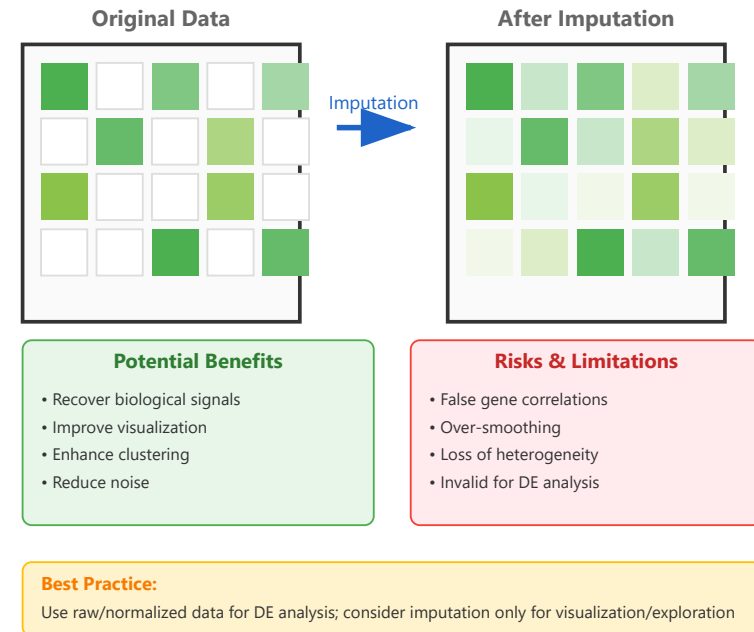 Original Data
After Imputation
Imputation
Potential Benefits
• Recover biological signals
• Improve visualization
• Enhance clustering
• Reduce noise
Risks & Limitations
• False gene correlations
• Over-smoothing
• Loss of heterogeneity
• Invalid for DE analysis
Best Practice:
Use raw/normalized data for DE analysis; consider imputation only for visualization/exploration